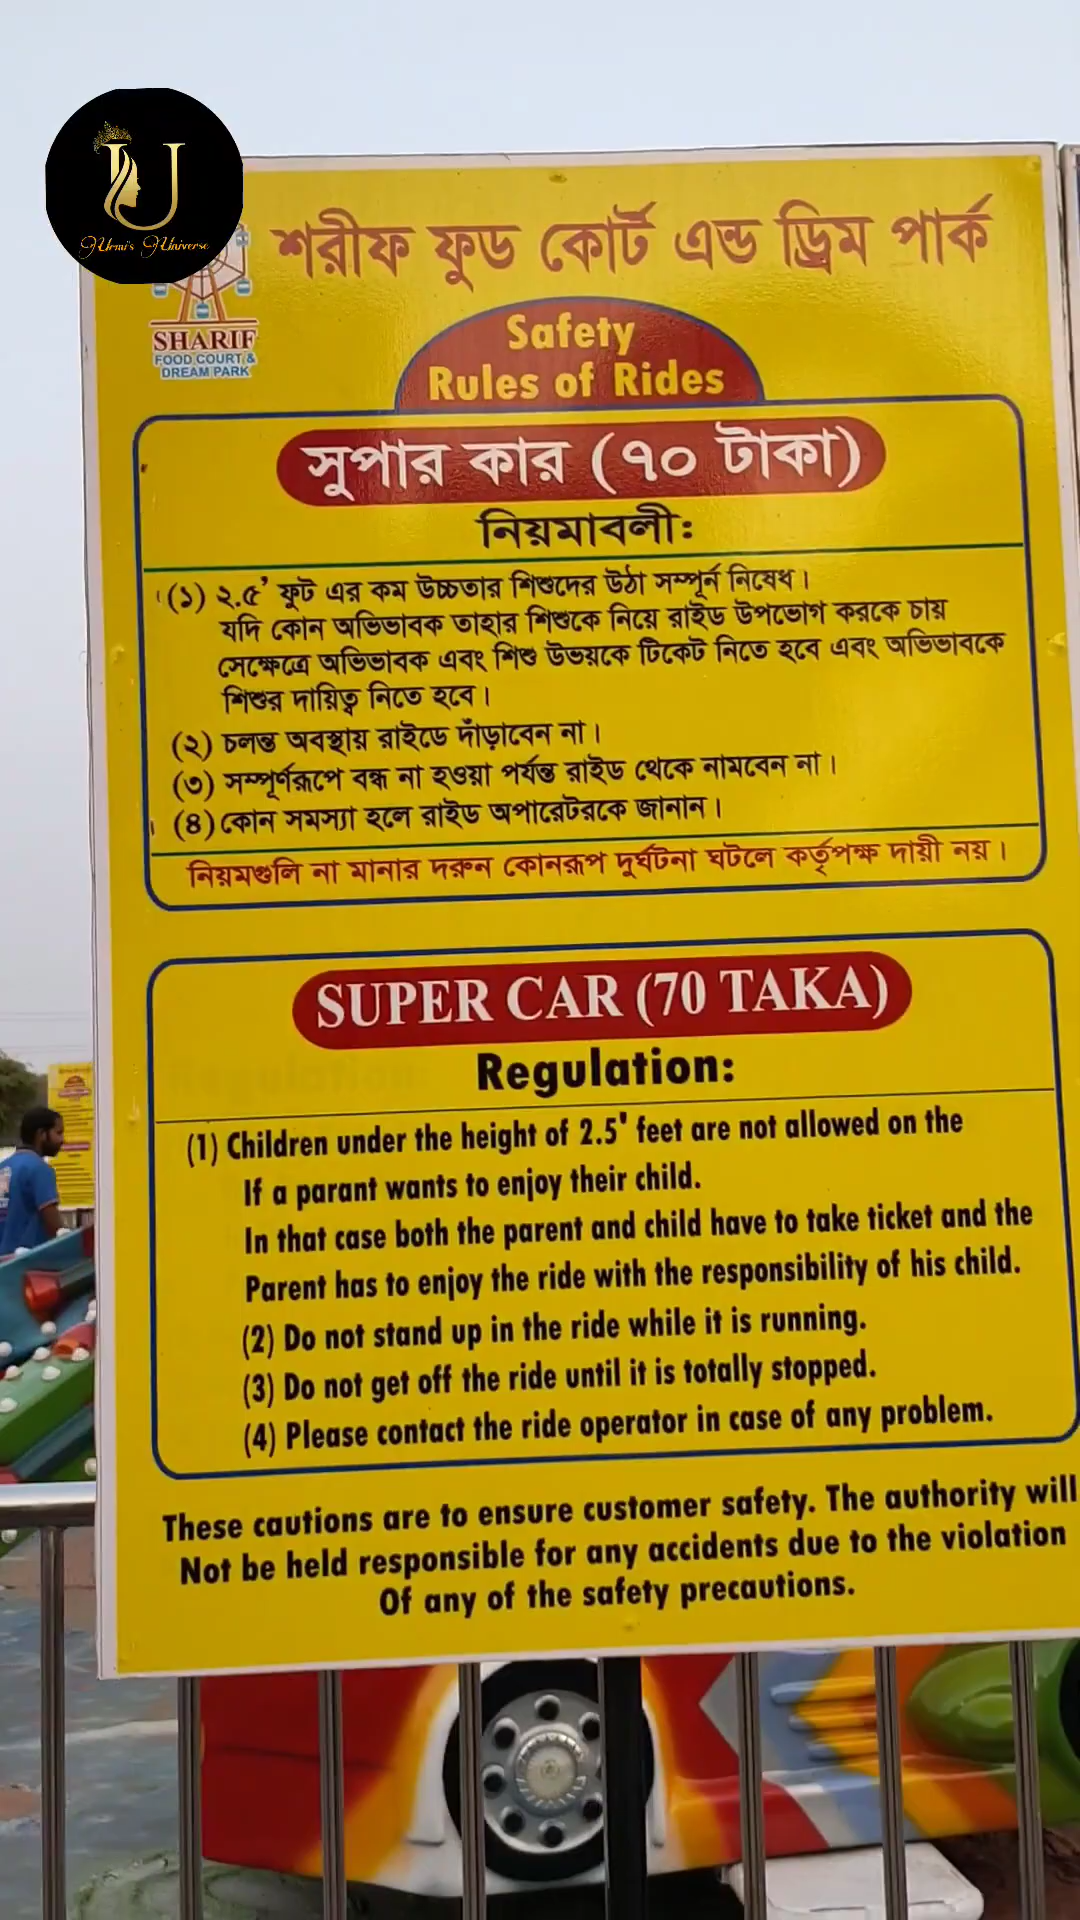 Urmi's Universe
শরীফ ফুড কোর্ট এন্ড ড্রিম পার্ক
SHARIF
FOOD COURT &
DREAM PARK
Safety
Rules of Rides
সুপার কার (৭০ টাকা)
নিয়মাবলী:
(১) ২.৫’ ফুট এর কম উচ্চতার শিশুদের উঠা সম্পূর্ন নিষেধ।
যদি কোন অভিভাবক তাহার শিশুকে নিয়ে রাইড উপভোগ করকে চায়
সেক্ষেত্রে অভিভাবক এবং শিশু উভয়কে টিকেট নিতে হবে এবং অভিভাবকে
শিশুর দায়িত্ব নিতে হবে।
(২) চলন্ত অবস্থায় রাইডে দাঁড়াবেন না।
(৩) সম্পূর্ণরূপে বন্ধ না হওয়া পর্যন্ত রাইড থেকে নামবেন না।
(৪) কোন সমস্যা হলে রাইড অপারেটরকে জানান।
নিয়মগুলি না মানার দরুন কোনরূপ দুর্ঘটনা ঘটলে কর্তৃপক্ষ দায়ী নয়।
SUPER CAR (70 TAKA)
Regulation:
(1) Children under the height of 2.5' feet are not allowed on the
If a parant wants to enjoy their child.
In that case both the parent and child have to take ticket and the
Parent has to enjoy the ride with the responsibility of his child.
(2) Do not stand up in the ride while it is running.
(3) Do not get off the ride until it is totally stopped.
(4) Please contact the ride operator in case of any problem.
These cautions are to ensure customer safety. The authority will
Not be held responsible for any accidents due to the violation
Of any of the safety precautions.